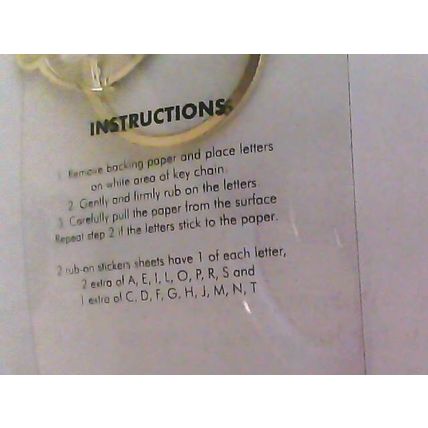 INSTRUCTIONS
1. Remove backing paper and place letters
on white area of key chain.
2. Gently and firmly rub on the letters.
3. Carefully pull the paper from the surface
Repeat step 2 if the letters stick to the paper.
2 rub-on stickers sheets have 1 of each letter,
2 extra of A, E, I, L, O, P, R, S and
1 extra of C, D, F, G, H, J, M, N, T